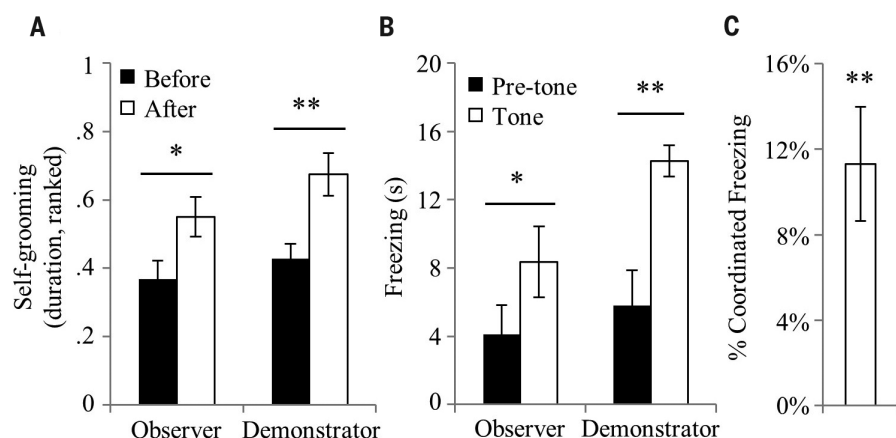 A
Self-grooming
(duration, ranked)
1
.8
.6
.4
.2
0
Before
After
*
**
Observer
Demonstrator
B
Freezing (s)
20
16
12
8
4
0
Pre-tone
Tone
*
**
Observer
Demonstrator
C
% Coordinated Freezing
16%
12%
8%
4%
0%
**